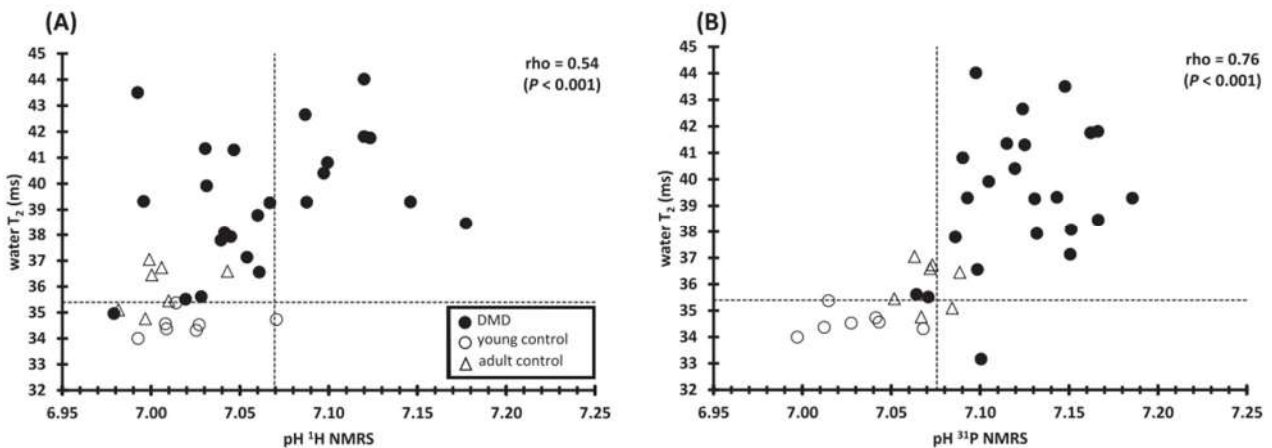 (A)
rho = 0.54
(P < 0.001)
water T2 (ms)
45
44
43
42
41
40
39
38
37
36
35
34
33
32
DMD
young control
adult control
6.95 7.00 7.05 7.10 7.15 7.20 7.25
pH 1H NMRS
(B)
rho = 0.76
(P < 0.001)
water T2 (ms)
45
44
43
42
41
40
39
38
37
36
35
34
33
32
6.95 7.00 7.05 7.10 7.15 7.20 7.25
pH 31P NMRS